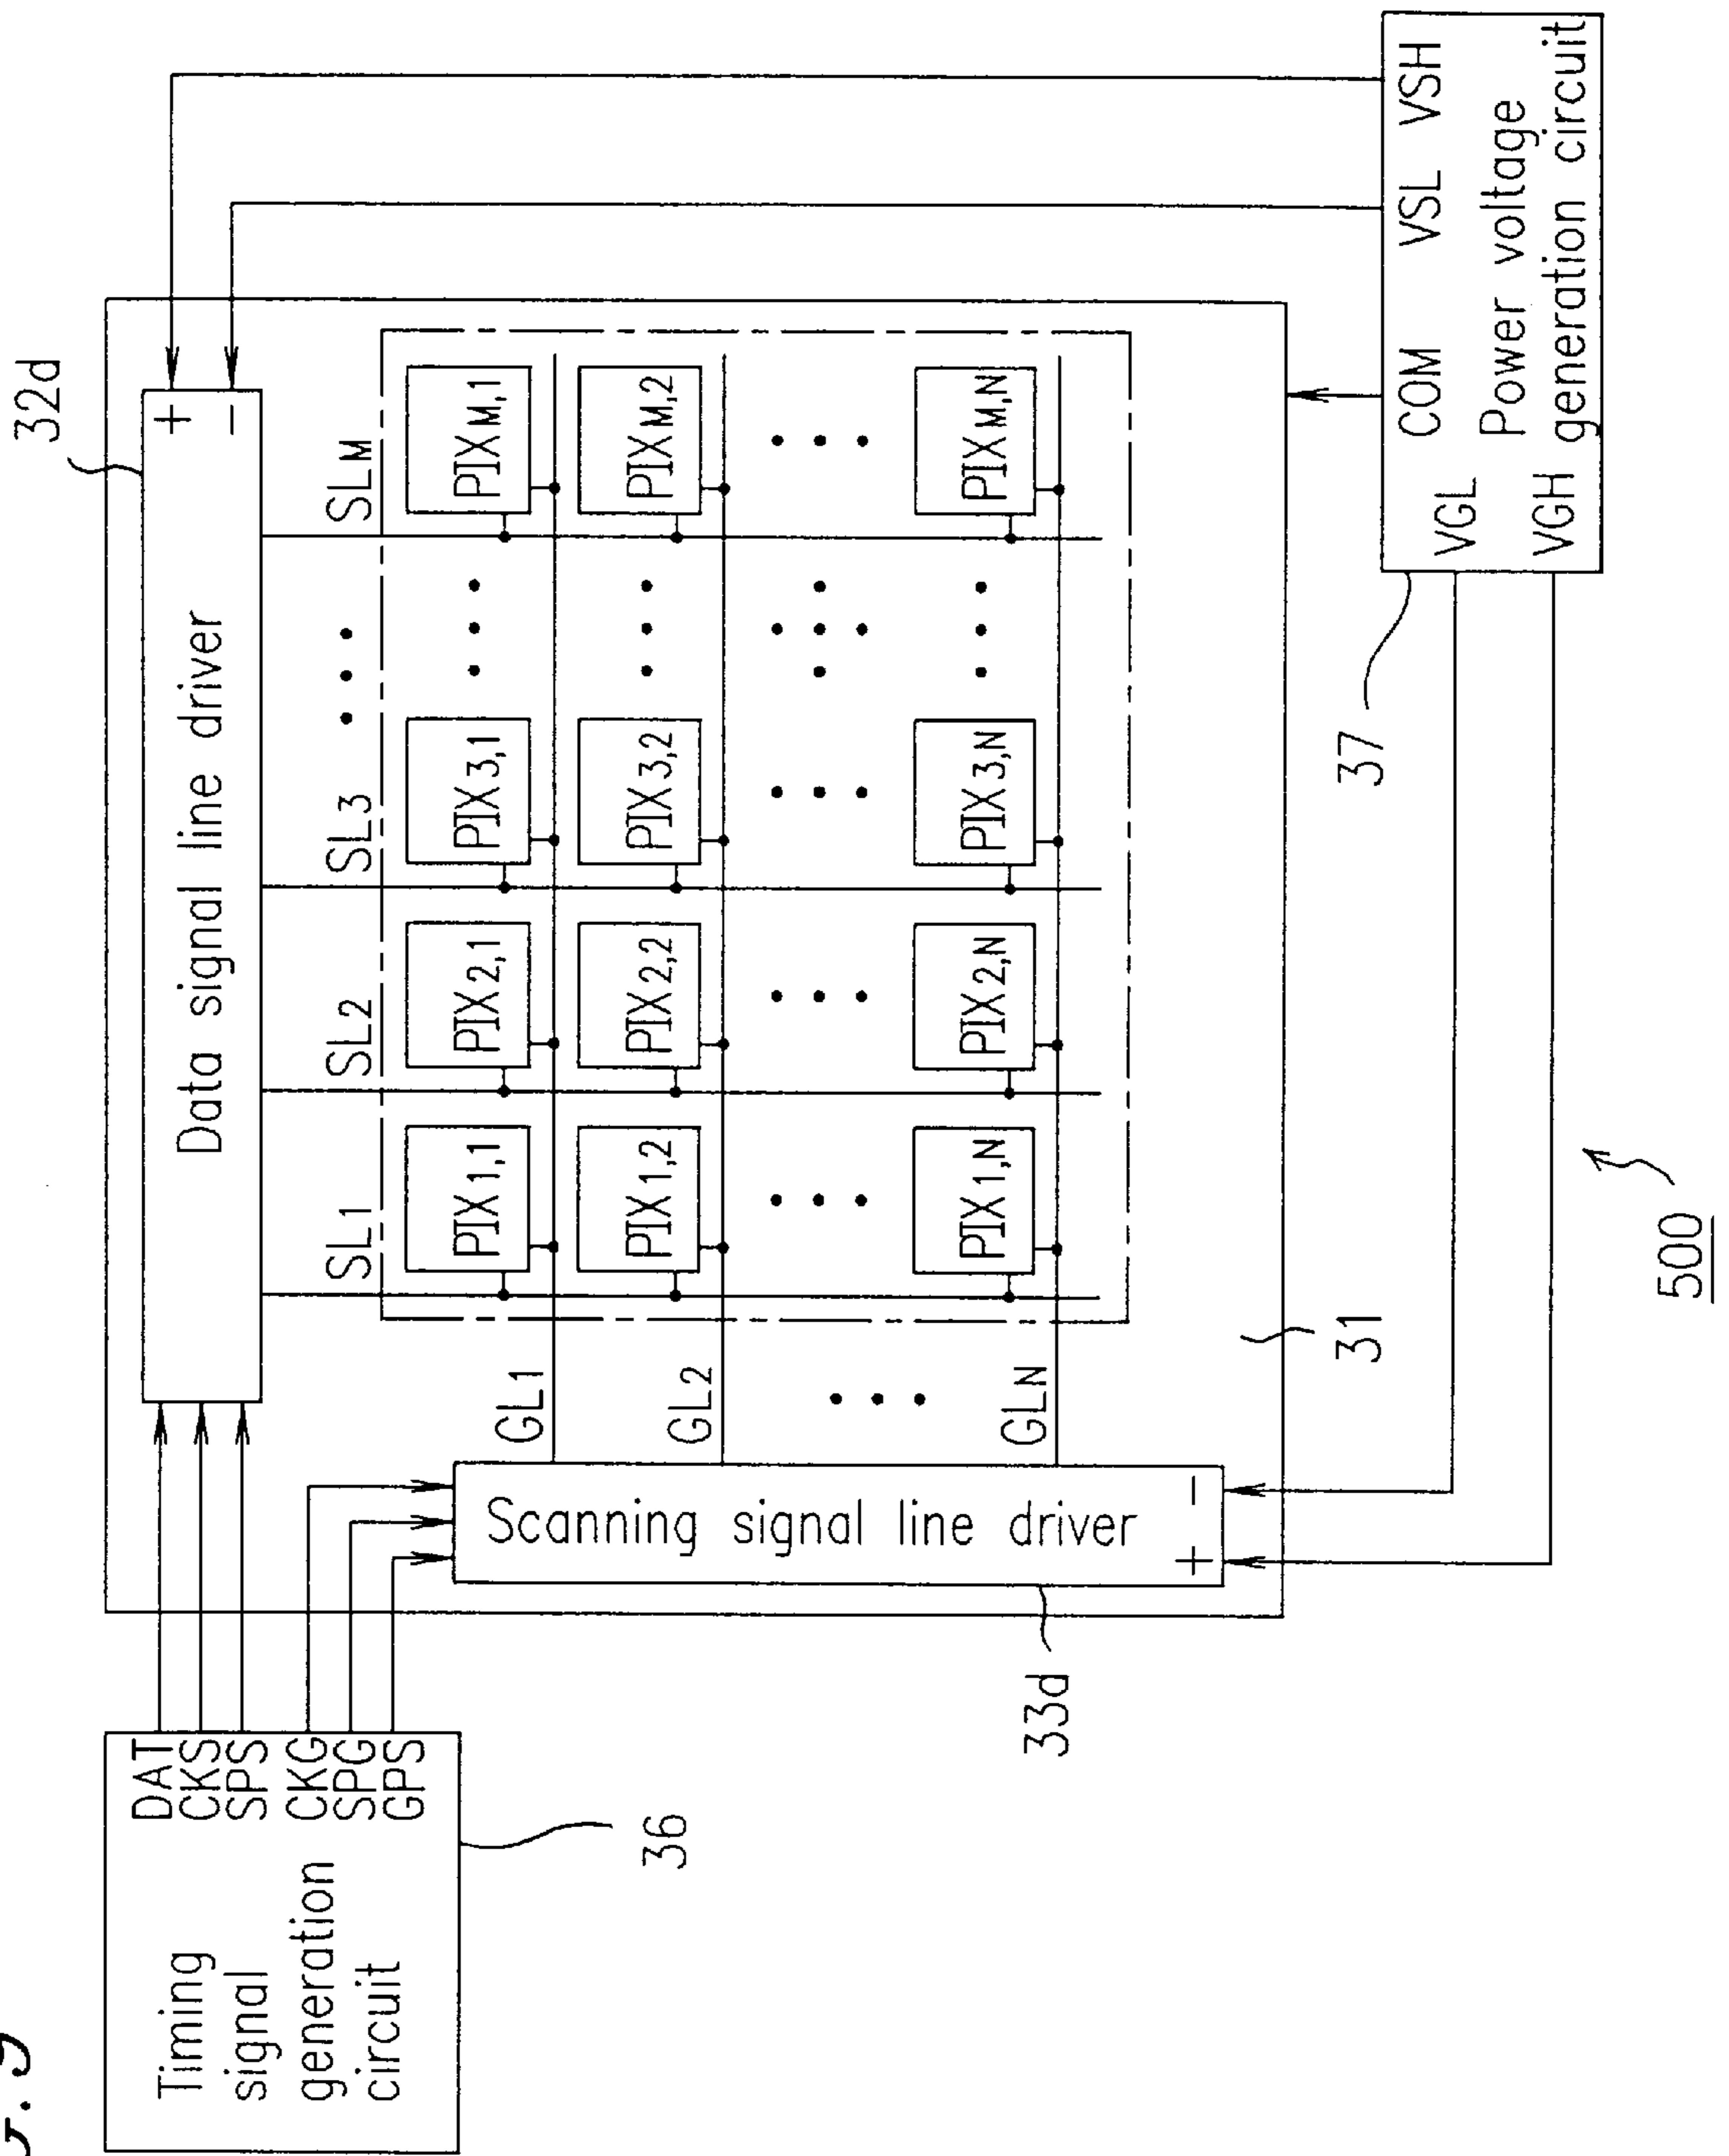 32d
Data signal line driver
+
−
SL1
SL2
SL3
SLM
PIX1,1
PIX2,1
PIX3,1
PIXM,1
GL1
PIX1,2
PIX2,2
PIX3,2
PIXM,2
GL2
PIX1,N
PIX2,N
PIX3,N
PIXM,N
GLN
Timing
signal
generation
circuit
DAT
CKS
SPS
CKG
SPG
GPS
36
Scanning signal line driver
+
−
33d
31
37
COM VSL VSH
VGL
VGH
Power voltage
generation circuit
500